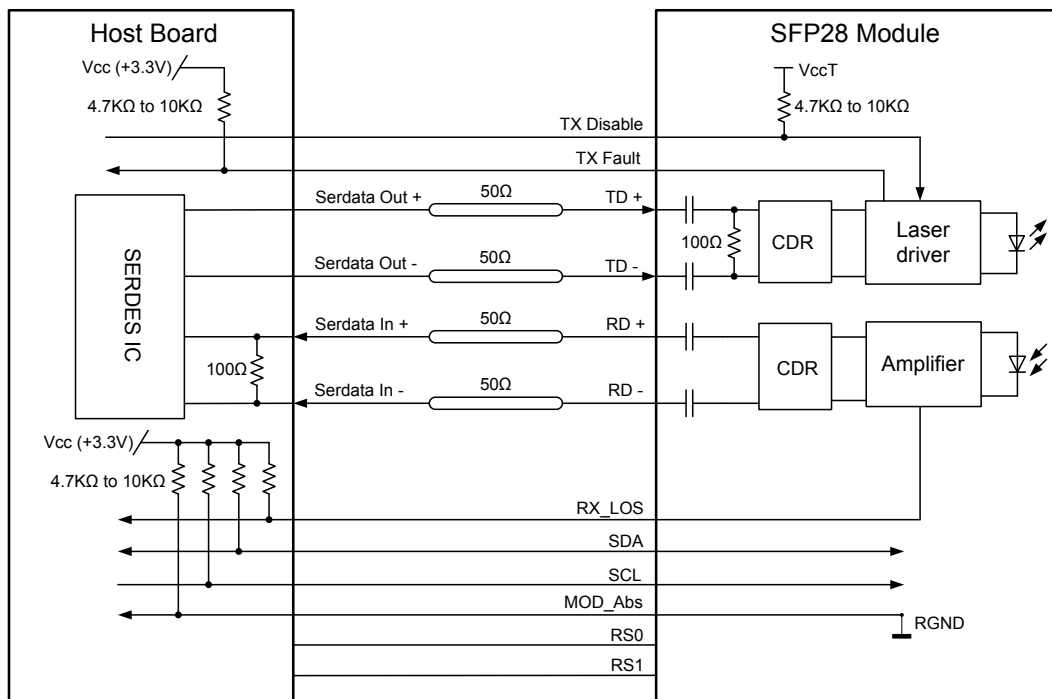 Host Board
SFP28 Module
Vcc (+3.3V)
VccT
4.7KΩ to 10KΩ
4.7KΩ to 10KΩ
TX Disable
TX Fault
Serdata Out +
50Ω
TD +
100Ω
CDR
Laser
driver
SERDES IC
Serdata Out -
50Ω
TD -
Serdata In +
50Ω
RD +
100Ω
CDR
Amplifier
Serdata In -
50Ω
RD -
Vcc (+3.3V)
4.7KΩ to 10KΩ
RX_LOS
SDA
SCL
MOD_Abs
RGND
RS0
RS1